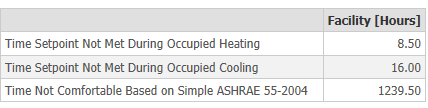 Facility [Hours]
Time Setpoint Not Met During Occupied Heating 8.50
Time Setpoint Not Met During Occupied Cooling 16.00
Time Not Comfortable Based on Simple ASHRAE 55-2004 1239.50